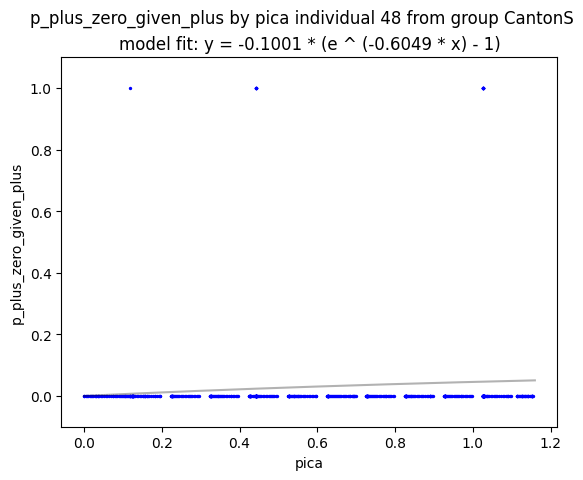 p_plus_zero_given_plus by pica individual 48 from group CantonS
model fit: y = -0.1001 * (e ^ (-0.6049 * x) - 1)
p_plus_zero_given_plus
1.0
0.8
0.6
0.4
0.2
0.0
0.0 0.2 0.4 0.6 0.8 1.0 1.2
pica